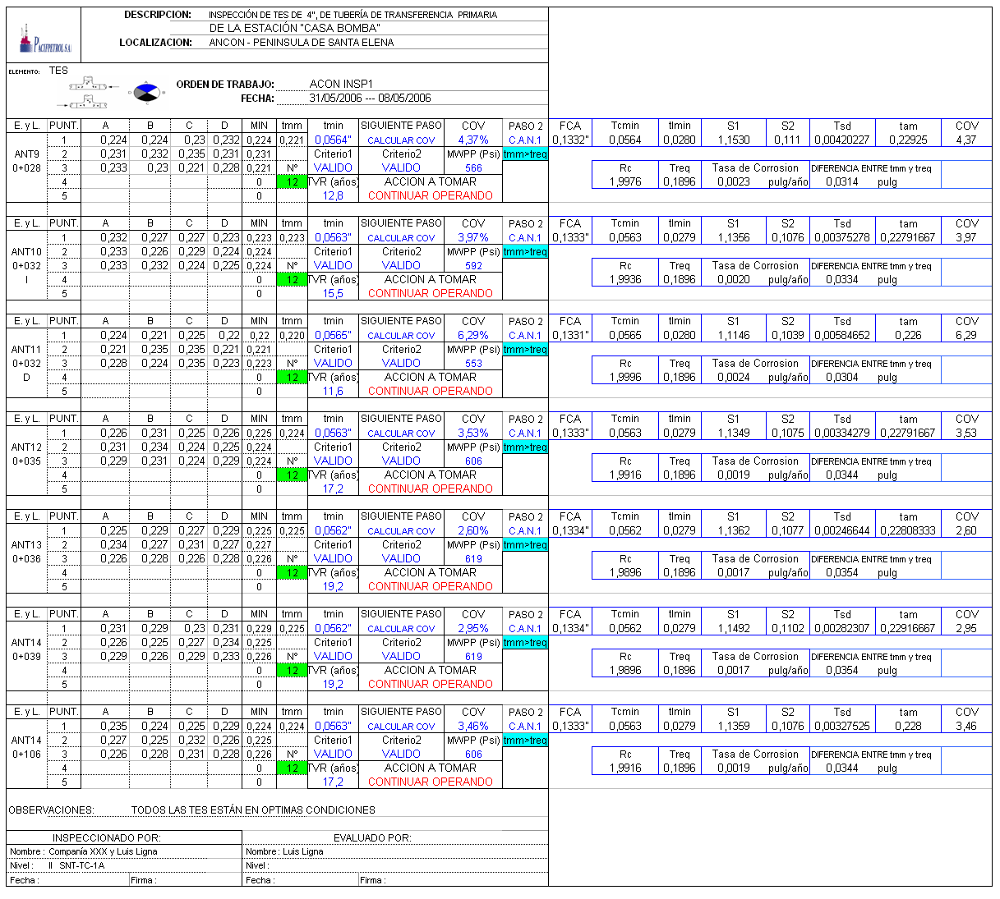 DESCRIPCION: INSPECCIÓN DE TES DE 4", DE TUBERÍA DE TRANSFERENCIA PRIMARIA
DE LA ESTACIÓN "CASA BOMBA"
LOCALIZACION: ANCON - PENINSULA DE SANTA ELENA
PACIFPETROL S.A
ELEMENTO: TES
ORDEN DE TRABAJO: ACON INSP1
FECHA: 31/05/2006 --- 08/05/2006
E. y L. PUNT. A B C D MIN tmm tmin SIGUIENTE PASO COV PASO 2 FCA Tcmin tlmin S1 S2 Tsd tam COV
1 0,224 0,224 0,23 0,232 0,224 0,221 0,0564" CALCULAR COV 4,37% C.A.N.1 0,1332" 0,0564 0,0280 1,1530 0,111 0,00420227 0,22925 4,37
ANT9 2 0,231 0,232 0,235 0,231 0,231 Criterio1 Criterio2 MWPP (Psi) tmm>treq
0+028 3 0,233 0,23 0,221 0,228 0,221 Nº VALIDO VALIDO 566 Rc Treq Tasa de Corrosion DIFERENCIA ENTRE tmm y treq
4 0 12 TVR (años) ACCION A TOMAR 1,9976 0,1896 0,0023 pulg/año 0,0314 pulg
5 0 12,8 CONTINUAR OPERANDO
E. y L. PUNT. A B C D MIN tmm tmin SIGUIENTE PASO COV PASO 2 FCA Tcmin tlmin S1 S2 Tsd tam COV
1 0,232 0,227 0,227 0,223 0,223 0,223 0,0563" CALCULAR COV 3,97% C.A.N.1 0,1333" 0,0563 0,0279 1,1356 0,1076 0,00375278 0,22791667 3,97
ANT10 2 0,233 0,226 0,229 0,224 0,224 Criterio1 Criterio2 MWPP (Psi) tmm>treq
0+032 3 0,233 0,232 0,224 0,225 0,224 Nº VALIDO VALIDO 592 Rc Treq Tasa de Corrosion DIFERENCIA ENTRE tmm y treq
I 4 0 12 TVR (años) ACCION A TOMAR 1,9936 0,1896 0,0020 pulg/año 0,0334 pulg
5 0 15,5 CONTINUAR OPERANDO
E. y L. PUNT. A B C D MIN tmm tmin SIGUIENTE PASO COV PASO 2 FCA Tcmin tlmin S1 S2 Tsd tam COV
1 0,224 0,221 0,225 0,22 0,22 0,220 0,0565" CALCULAR COV 6,29% C.A.N.1 0,1331" 0,0565 0,0280 1,1146 0,1039 0,00584652 0,226 6,29
ANT11 2 0,221 0,235 0,235 0,221 0,221 Criterio1 Criterio2 MWPP (Psi) tmm>treq
0+032 3 0,228 0,224 0,235 0,223 0,223 Nº VALIDO VALIDO 553 Rc Treq Tasa de Corrosion DIFERENCIA ENTRE tmm y treq
D 4 0 12 TVR (años) ACCION A TOMAR 1,9996 0,1896 0,0024 pulg/año 0,0304 pulg
5 0 11,6 CONTINUAR OPERANDO
E. y L. PUNT. A B C D MIN tmm tmin SIGUIENTE PASO COV PASO 2 FCA Tcmin tlmin S1 S2 Tsd tam COV
1 0,226 0,231 0,225 0,226 0,225 0,224 0,0563" CALCULAR COV 3,53% C.A.N.1 0,1333" 0,0563 0,0279 1,1349 0,1075 0,00334279 0,22791667 3,53
ANT12 2 0,231 0,234 0,224 0,225 0,224 Criterio1 Criterio2 MWPP (Psi) tmm>treq
0+035 3 0,229 0,231 0,224 0,229 0,224 Nº VALIDO VALIDO 606 Rc Treq Tasa de Corrosion DIFERENCIA ENTRE tmm y treq
4 0 12 TVR (años) ACCION A TOMAR 1,9916 0,1896 0,0019 pulg/año 0,0344 pulg
5 0 17,2 CONTINUAR OPERANDO
E. y L. PUNT. A B C D MIN tmm tmin SIGUIENTE PASO COV PASO 2 FCA Tcmin tlmin S1 S2 Tsd tam COV
1 0,225 0,229 0,227 0,229 0,225 0,225 0,0562" CALCULAR COV 2,60% C.A.N.1 0,1334" 0,0562 0,0279 1,1362 0,1077 0,00246644 0,22808333 2,60
ANT13 2 0,234 0,227 0,231 0,227 0,227 Criterio1 Criterio2 MWPP (Psi) tmm>treq
0+036 3 0,226 0,228 0,226 0,228 0,226 Nº VALIDO VALIDO 619 Rc Treq Tasa de Corrosion DIFERENCIA ENTRE tmm y treq
4 0 12 TVR (años) ACCION A TOMAR 1,9896 0,1896 0,0017 pulg/año 0,0354 pulg
5 0 19,2 CONTINUAR OPERANDO
E. y L. PUNT. A B C D MIN tmm tmin SIGUIENTE PASO COV PASO 2 FCA Tcmin tlmin S1 S2 Tsd tam COV
1 0,231 0,229 0,23 0,231 0,229 0,225 0,0562" CALCULAR COV 2,95% C.A.N.1 0,1334" 0,0562 0,0279 1,1492 0,1102 0,00282307 0,22916667 2,95
ANT14 2 0,226 0,225 0,227 0,234 0,225 Criterio1 Criterio2 MWPP (Psi) tmm>treq
0+039 3 0,229 0,226 0,229 0,233 0,226 Nº VALIDO VALIDO 619 Rc Treq Tasa de Corrosion DIFERENCIA ENTRE tmm y treq
4 0 12 TVR (años) ACCION A TOMAR 1,9896 0,1896 0,0017 pulg/año 0,0354 pulg
5 0 19,2 CONTINUAR OPERANDO
E. y L. PUNT. A B C D MIN tmm tmin SIGUIENTE PASO COV PASO 2 FCA Tcmin tlmin S1 S2 Tsd tam COV
1 0,235 0,224 0,225 0,229 0,224 0,224 0,0563" CALCULAR COV 3,46% C.A.N.1 0,1333" 0,0563 0,0279 1,1359 0,1076 0,00327525 0,228 3,46
ANT14 2 0,227 0,225 0,232 0,226 0,225 Criterio1 Criterio2 MWPP (Psi) tmm>treq
0+106 3 0,226 0,228 0,231 0,228 0,226 Nº VALIDO VALIDO 606 Rc Treq Tasa de Corrosion DIFERENCIA ENTRE tmm y treq
4 0 12 TVR (años) ACCION A TOMAR 1,9916 0,1896 0,0019 pulg/año 0,0344 pulg
5 0 17,2 CONTINUAR OPERANDO
OBSERVACIONES: TODOS LAS TES ESTÁN EN OPTIMAS CONDICIONES
INSPECCIONADO POR: EVALUADO POR:
Nombre : Companía XXX y Luis Ligna Nombre : Luis Ligna
Nivel : II SNT-TC-1A Nivel :
Fecha : Firma : Fecha : Firma :